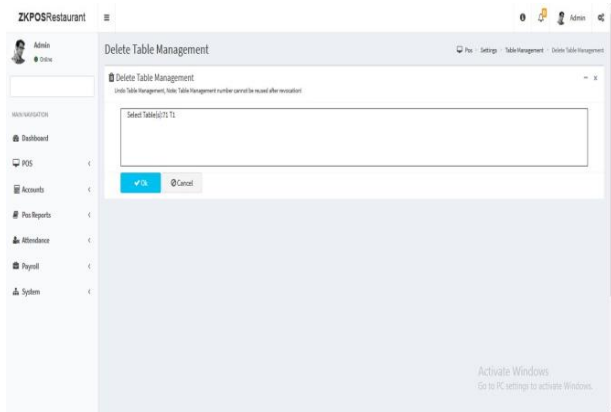 ZKPOSRestaurant
Admin
Admin
Online
Delete Table Management
Pos - Settings - Table Management - Delete Table Management
Delete Table Management
Undo Table Management, Note: Table Management number cannot be reused after revocation!
Select Table(s):71 T1
Ok
Cancel
MAIN NAVIGATION
Dashboard
POS
Accounts
Pos Reports
Attendance
Payroll
System
Activate Windows
Go to PC settings to activate Windows.